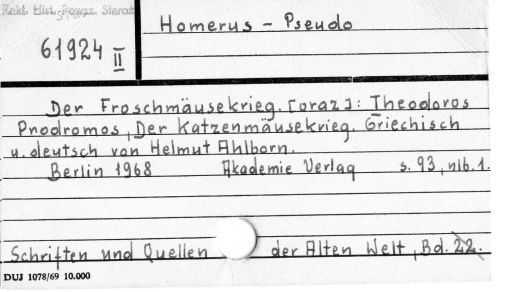 Zakł. Hist. Powsz. Staroż
61924 II
Homerus - Pseudo
Der Froschmäusekrieg. [oraz]: Theodoros
Prodromos, Der Katzenmäusekrieg. Griechisch
u. deutsch von Helmut Ahlborn.
Berlin 1968 Akademie Verlag s. 93, nlb. 1.
Schriften und Quellen der Alten Welt, Bd. 22.
DUJ 1078/69 10.000